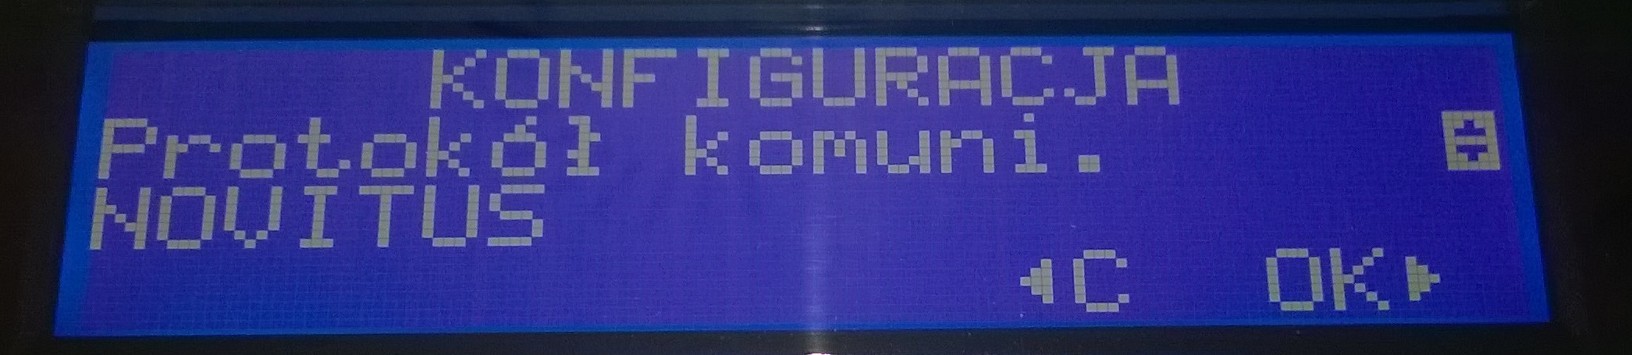 KONFIGURACJA
Protokół komuni.
NOVITUS
◀C OK▶